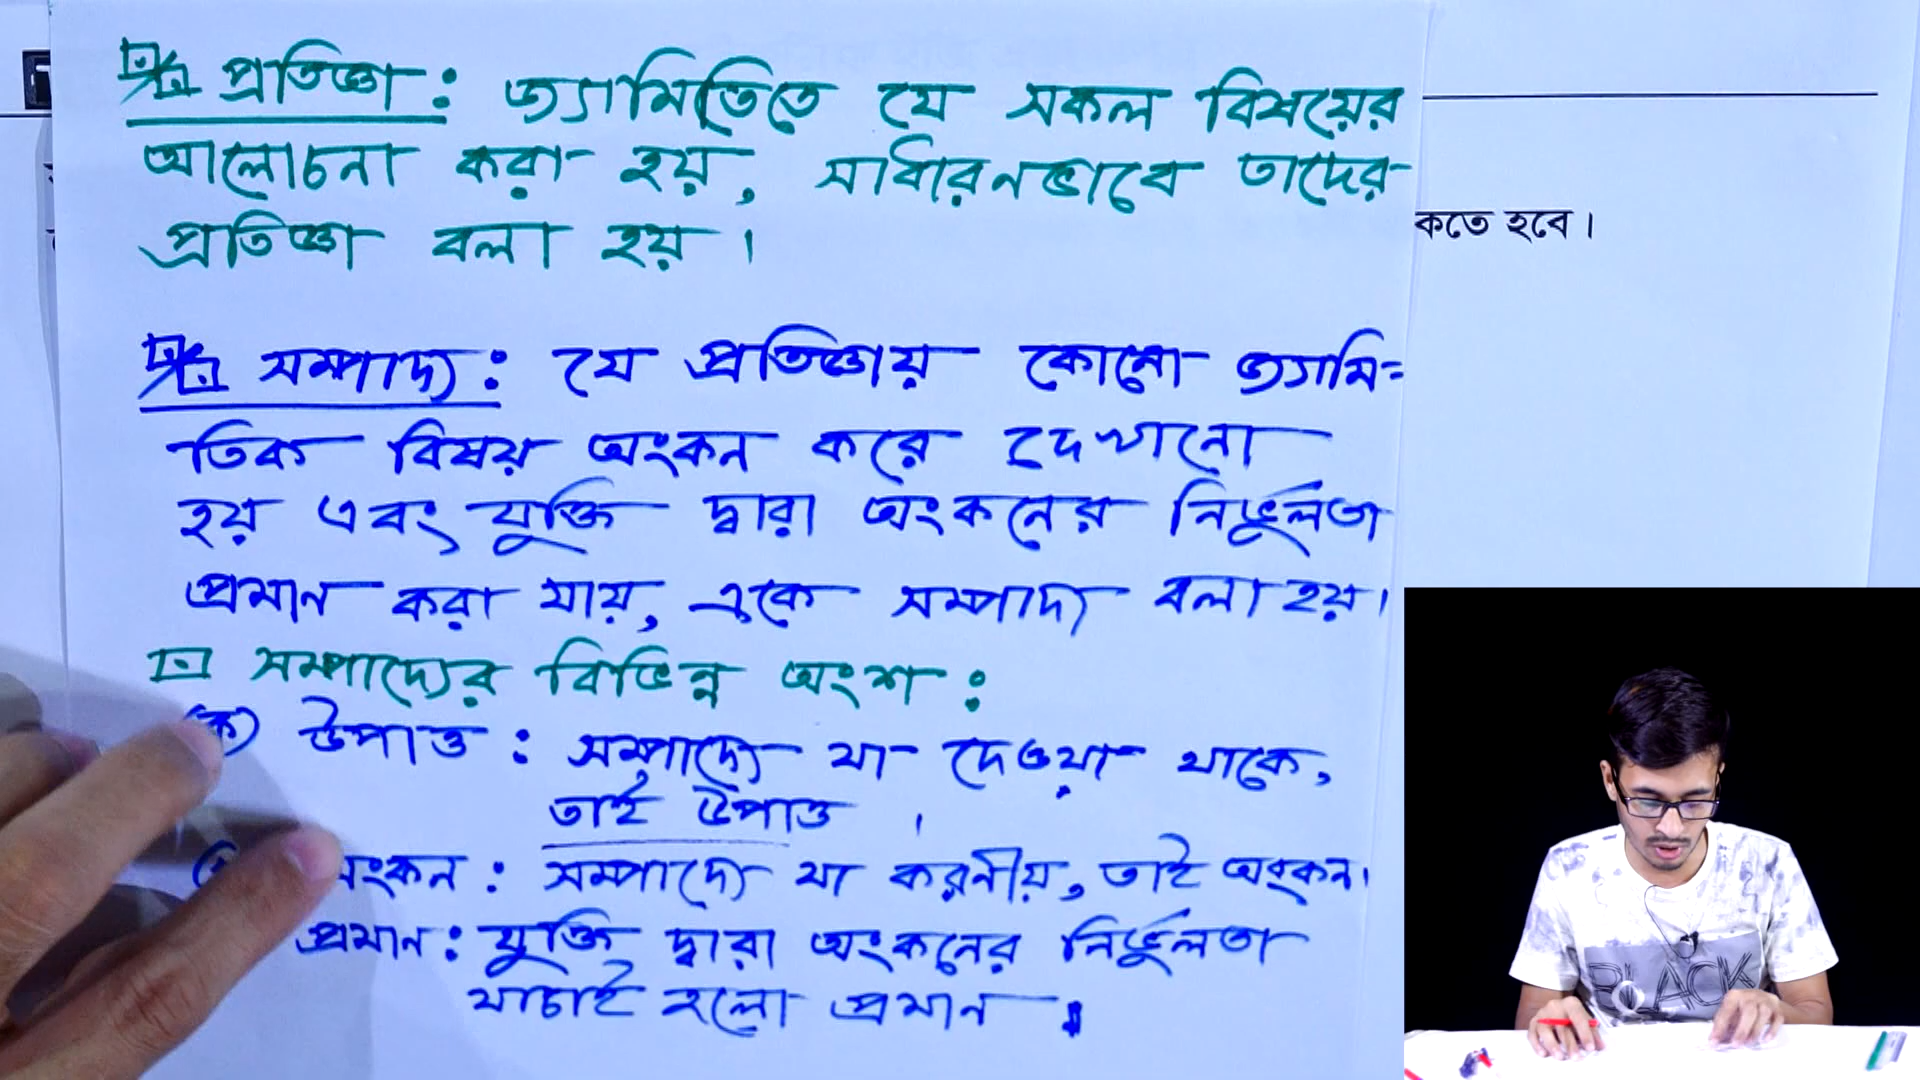 প্রতিজ্ঞা : জ্যামিতিতে যে সকল বিষয়ের
আলোচনা করা হয়, সাধারনভাবে তাদের
প্রতিজ্ঞা বলা হয় ।
কতে হবে।
সম্পাদ্য : যে প্রতিজ্ঞায় কোনো জ্যামি-
তিক বিষয় অংকন করে দেখানো
হয় এবং যুক্তি দ্বারা অংকনের নির্ভুলতা
প্রমান করা যায়, একে সম্পাদ্য বলা হয়।
সম্পাদ্যের বিভিন্ন অংশ :
(ক) উপাত্ত : সম্পাদ্যে যা দেওয়া থাকে,
তাই উপাত্ত ।
অংকন : সম্পাদ্যে যা করনীয়, তাই অংকন।
প্রমান : যুক্তি দ্বারা অংকনের নির্ভুলতা
যাচাই হলো প্রমান ।
BLACK